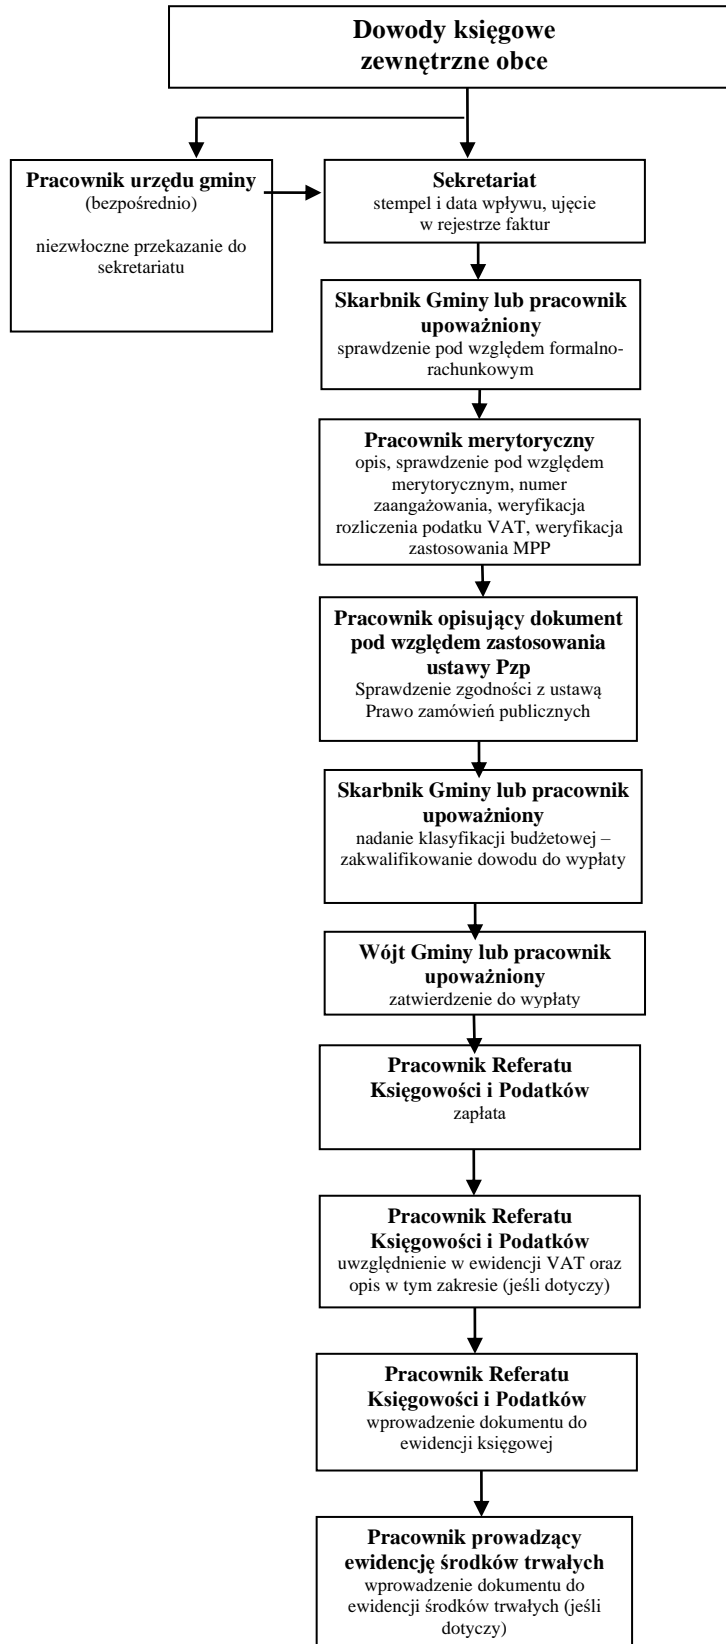 Dowody księgowe
zewnętrzne obce
Pracownik urzędu gminy
(bezpośrednio)
niezwłoczne przekazanie do
sekretariatu
Sekretariat
stempel i data wpływu, ujęcie
w rejestrze faktur
Skarbnik Gminy lub pracownik
upoważniony
sprawdzenie pod względem formalno-
rachunkowym
Pracownik merytoryczny
opis, sprawdzenie pod względem
merytorycznym, numer
zaangażowania, weryfikacja
rozliczenia podatku VAT, weryfikacja
zastosowania MPP
Pracownik opisujący dokument
pod względem zastosowania
ustawy Pzp
Sprawdzenie zgodności z ustawą
Prawo zamówień publicznych
Skarbnik Gminy lub pracownik
upoważniony
nadanie klasyfikacji budżetowej –
zakwalifikowanie dowodu do wypłaty
Wójt Gminy lub pracownik
upoważniony
zatwierdzenie do wypłaty
Pracownik Referatu
Księgowości i Podatków
zapłata
Pracownik Referatu
Księgowości i Podatków
uwzględnienie w ewidencji VAT oraz
opis w tym zakresie (jeśli dotyczy)
Pracownik Referatu
Księgowości i Podatków
wprowadzenie dokumentu do
ewidencji księgowej
Pracownik prowadzący
ewidencję środków trwałych
wprowadzenie dokumentu do
ewidencji środków trwałych (jeśli
dotyczy)